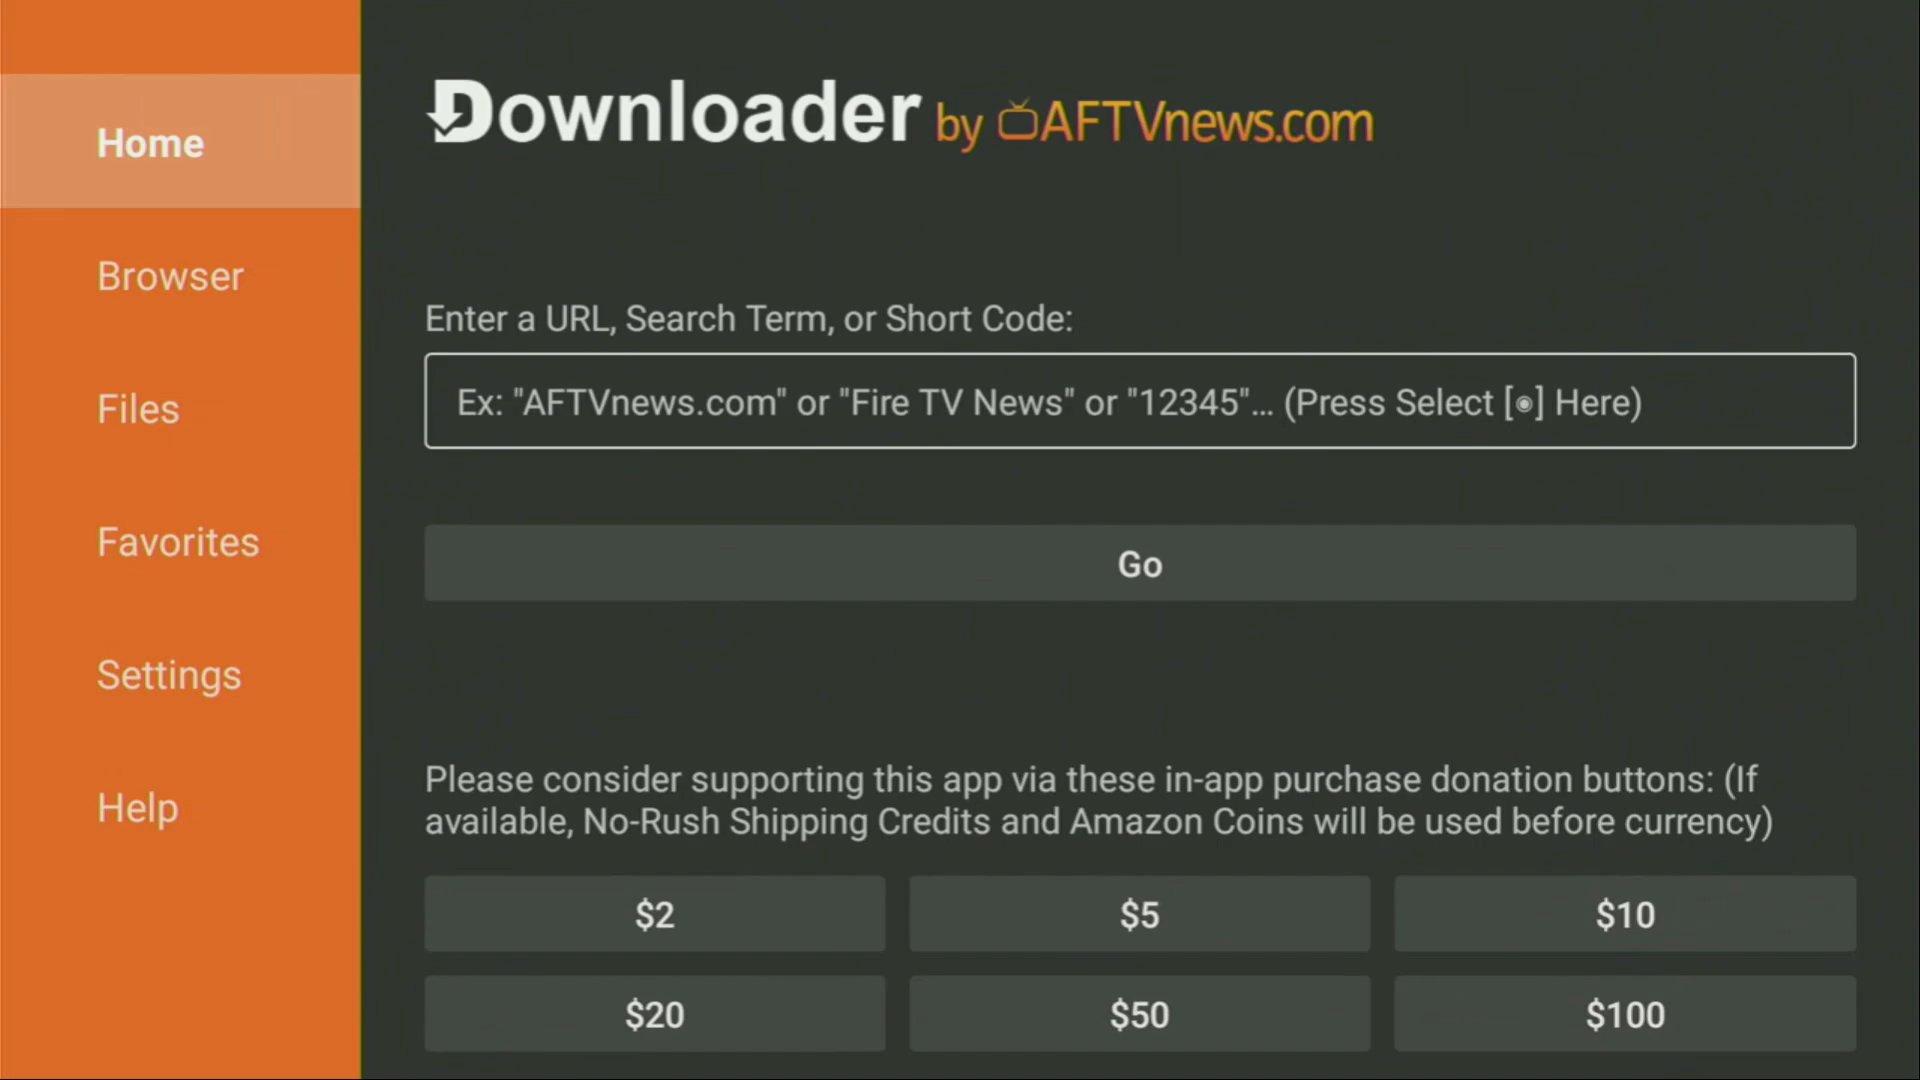 Downloader by AFTVnews.com
Home
Browser
Files
Favorites
Settings
Help
Enter a URL, Search Term, or Short Code:
Ex: "AFTVnews.com" or "Fire TV News" or "12345"... (Press Select [◉] Here)
Go
Please consider supporting this app via these in-app purchase donation buttons: (If
available, No-Rush Shipping Credits and Amazon Coins will be used before currency)
$2
$5
$10
$20
$50
$100